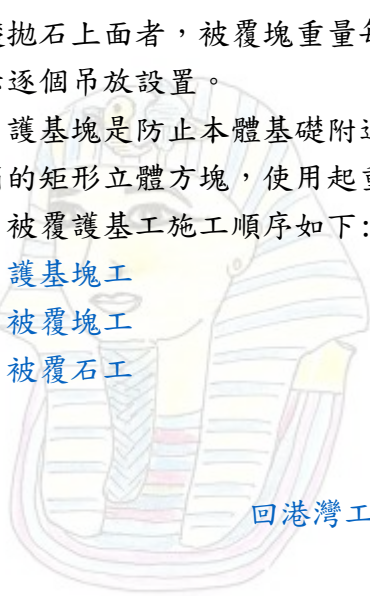 拋石上面者，被覆塊重量每
逐個吊放設置。
護基塊是防止本體基礎附近
的矩形立體方塊，使用起重
被覆護基工施工順序如下:
護基塊工
被覆塊工
被覆石工
回港灣工